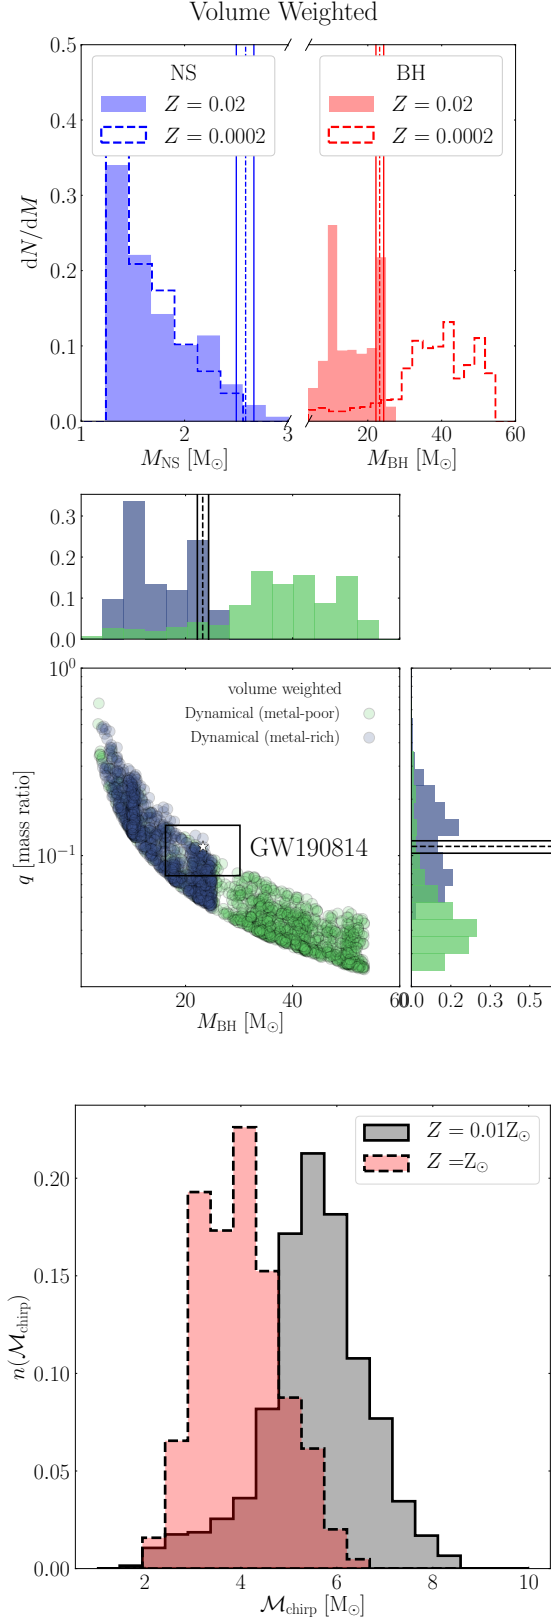 Volume Weighted
0.5
0.4
0.3
0.2
0.1
0.0
dN/dM
NS
Z = 0.02
Z = 0.0002
BH
Z = 0.02
Z = 0.0002
1 2 3 20 40 60
M_NS [M_⊙] M_BH [M_⊙]
0.3
0.2
0.1
0.0
10^0
10^−1
q [mass ratio]
volume weighted
Dynamical (metal-poor)
Dynamical (metal-rich)
GW190814
20 40 60
0.0 0.2 0.3 0.5
M_BH [M_⊙]
0.20
0.15
0.10
0.05
0.00
n(ℳ_chirp)
Z = 0.01Z_⊙
Z =Z_⊙
2 4 6 8 10
ℳ_chirp [M_⊙]